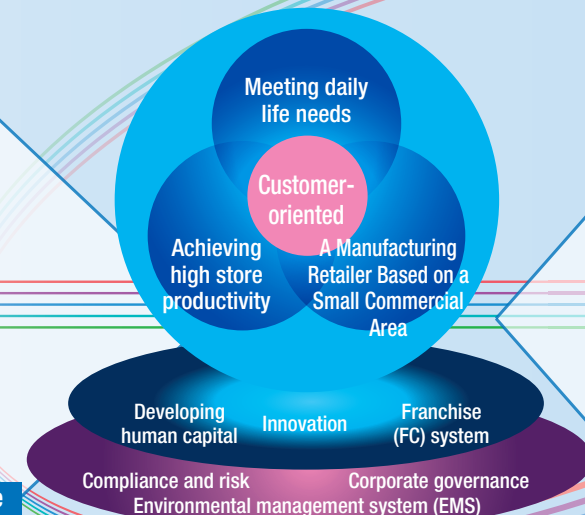 Meeting daily
life needs
Customer-
oriented
Achieving
high store
productivity
A Manufacturing
Retailer Based on a
Small Commercial
Area
Developing
human capital
Innovation
Franchise
(FC) system
Compliance and risk
Corporate governance
Environmental management system (EMS)